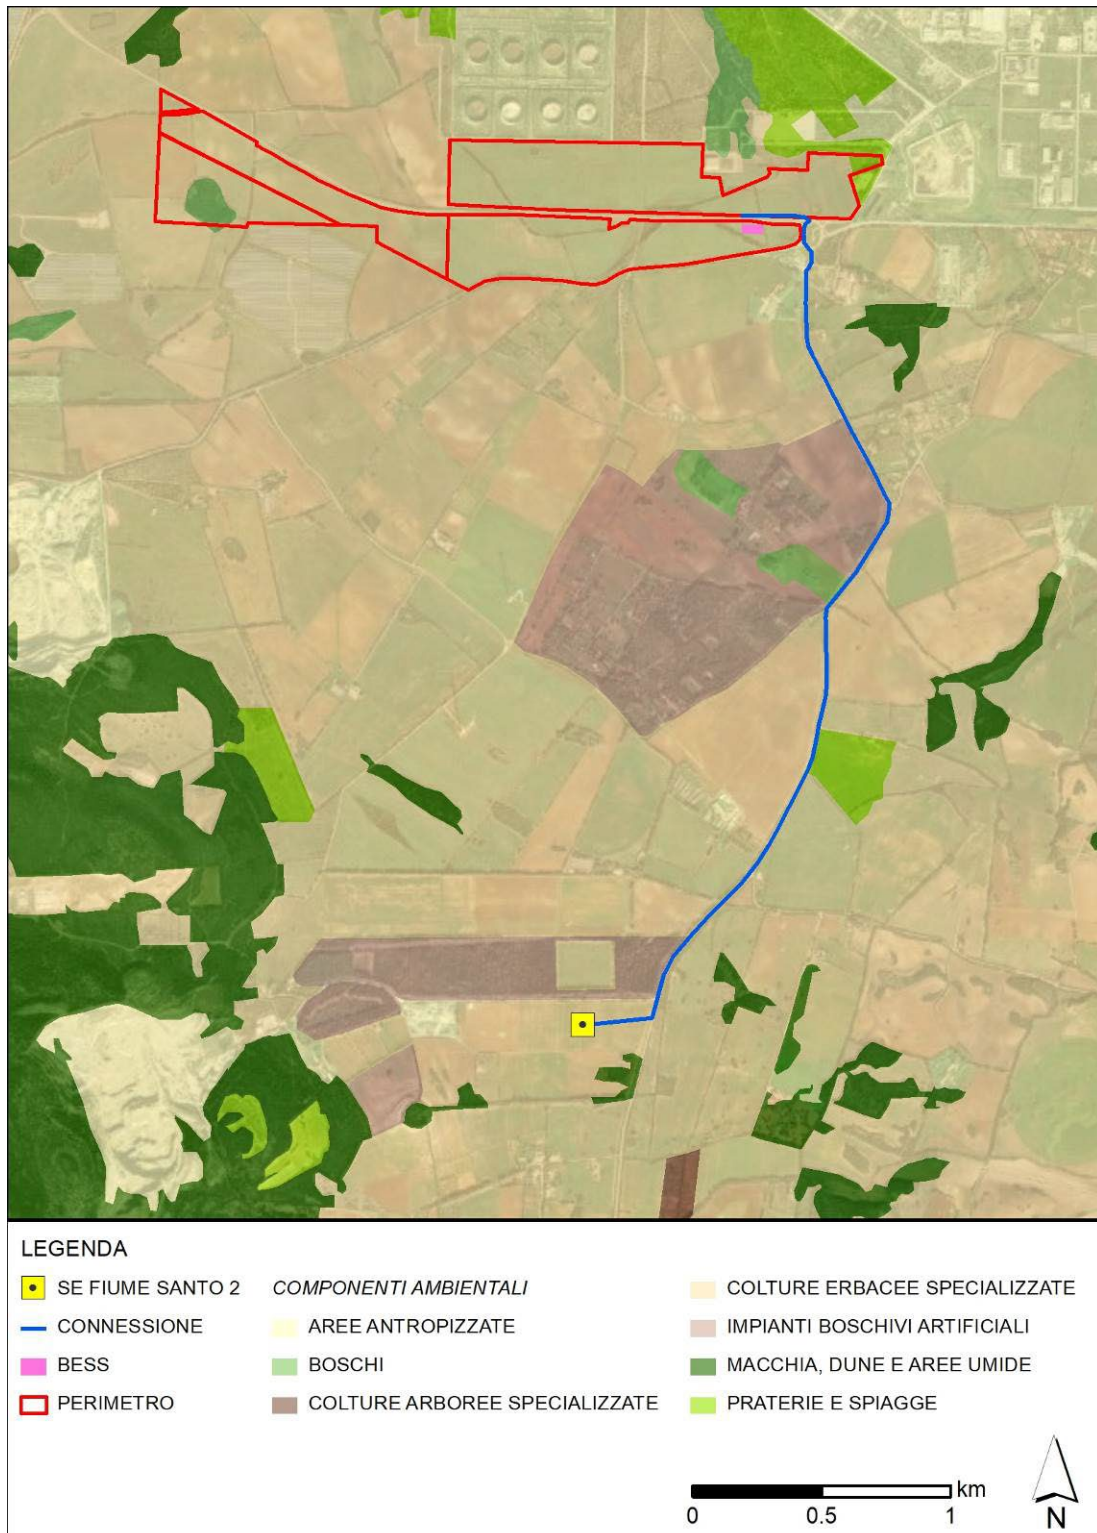 LEGENDA
SE FIUME SANTO 2
CONNESSIONE
BESS
PERIMETRO
COMPONENTI AMBIENTALI
AREE ANTROPIZZATE
BOSCHI
COLTURE ARBOREE SPECIALIZZATE
COLTURE ERBACEE SPECIALIZZATE
IMPIANTI BOSCHIVI ARTIFICIALI
MACCHIA, DUNE E AREE UMIDE
PRATERIE E SPIAGGE
km
0 0.5 1
N